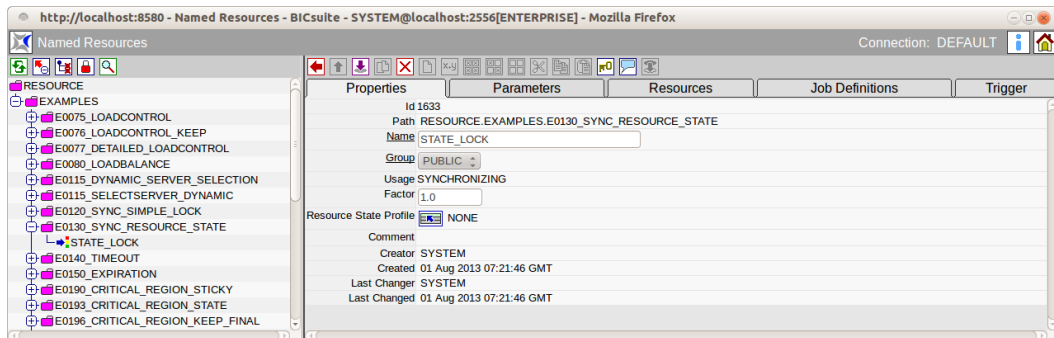 http://localhost:8580 - Named Resources - BICsuite - SYSTEM@localhost:2556[ENTERPRISE] - Mozilla Firefox
Named Resources
Connection: DEFAULT
RESOURCE
EXAMPLES
E0075_LOADCONTROL
E0076_LOADCONTROL_KEEP
E0077_DETAILED_LOADCONTROL
E0080_LOADBALANCE
E0115_DYNAMIC_SERVER_SELECTION
E0115_SELECTSERVER_DYNAMIC
E0120_SYNC_SIMPLE_LOCK
E0130_SYNC_RESOURCE_STATE
STATE_LOCK
E0140_TIMEOUT
E0150_EXPIRATION
E0190_CRITICAL_REGION_STICKY
E0193_CRITICAL_REGION_STATE
E0196_CRITICAL_REGION_KEEP_FINAL
x,y
Properties Parameters Resources Job Definitions Trigger
Id 1633
Path RESOURCE.EXAMPLES.E0130_SYNC_RESOURCE_STATE
Name STATE_LOCK
Group PUBLIC
Usage SYNCHRONIZING
Factor 1.0
Resource State Profile NONE
Comment
Creator SYSTEM
Created 01 Aug 2013 07:21:46 GMT
Last Changer SYSTEM
Last Changed 01 Aug 2013 07:21:46 GMT